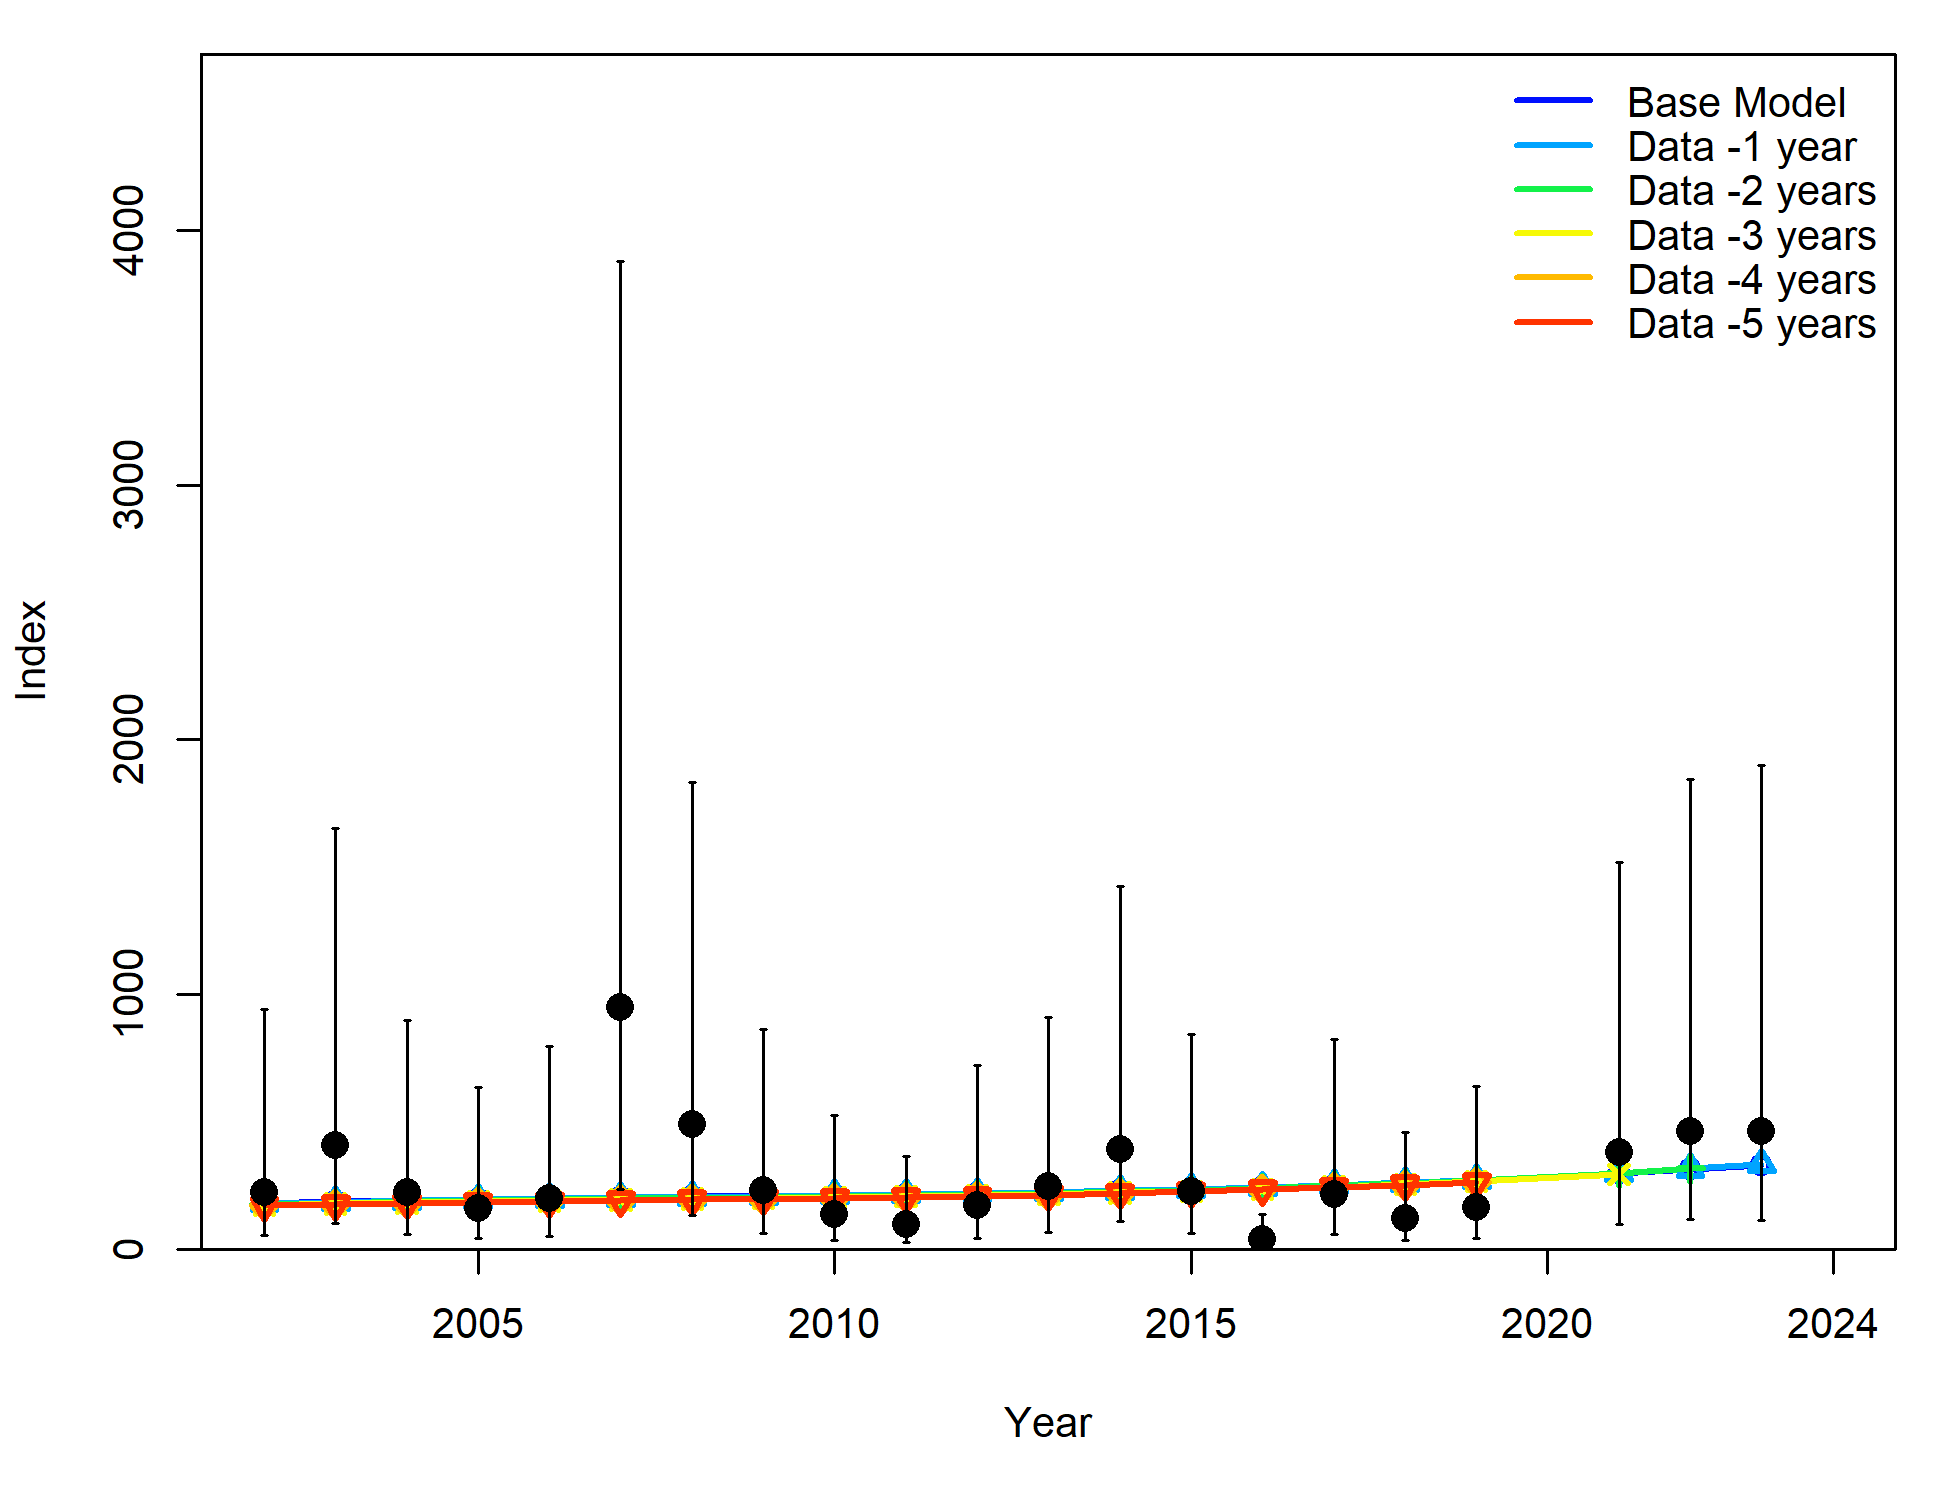 Base Model
Data -1 year
Data -2 years
Data -3 years
Data -4 years
Data -5 years
4000
3000
2000
1000
0
Index
2005 2010 2015 2020 2024
Year